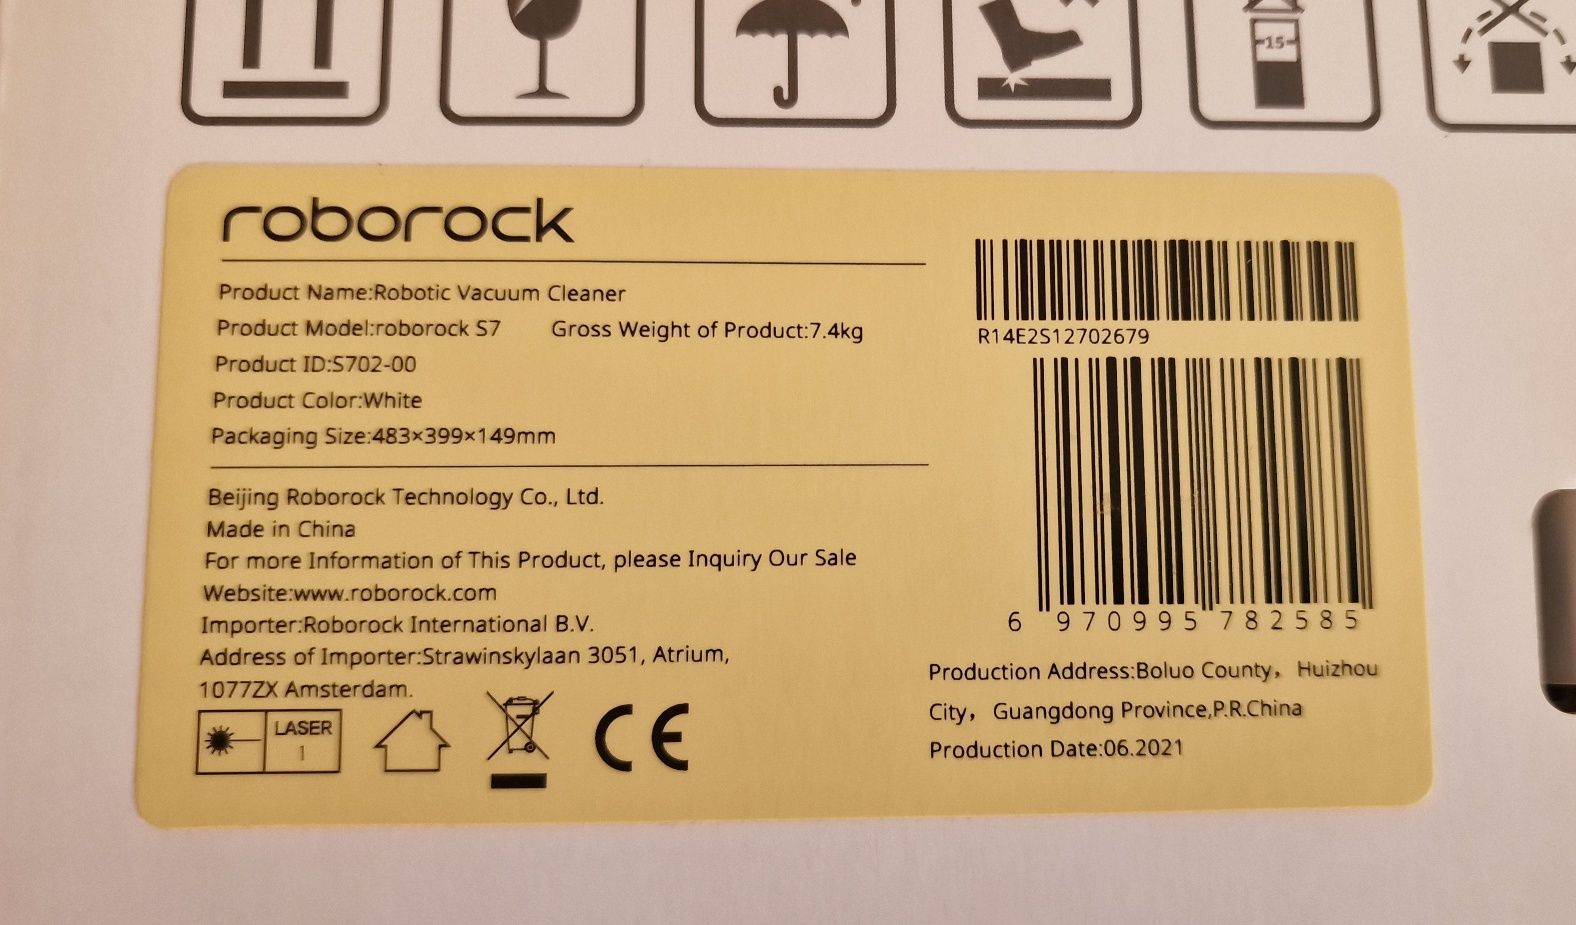 15
roborock
Product Name:Robotic Vacuum Cleaner
Product Model:roborock S7 Gross Weight of Product:7.4kg
Product ID:S702-00
Product Color:White
Packaging Size:483×399×149mm
R14E2S12702679
6 970995 782585
Beijing Roborock Technology Co., Ltd.
Made in China
For more Information of This Product, please Inquiry Our Sale
Website:www.roborock.com
Importer:Roborock International B.V.
Address of Importer:Strawinskylaan 3051, Atrium,
1077ZX Amsterdam.
LASER
1
CE
Production Address:Boluo County，Huizhou
City，Guangdong Province,P.R.China
Production Date:06.2021